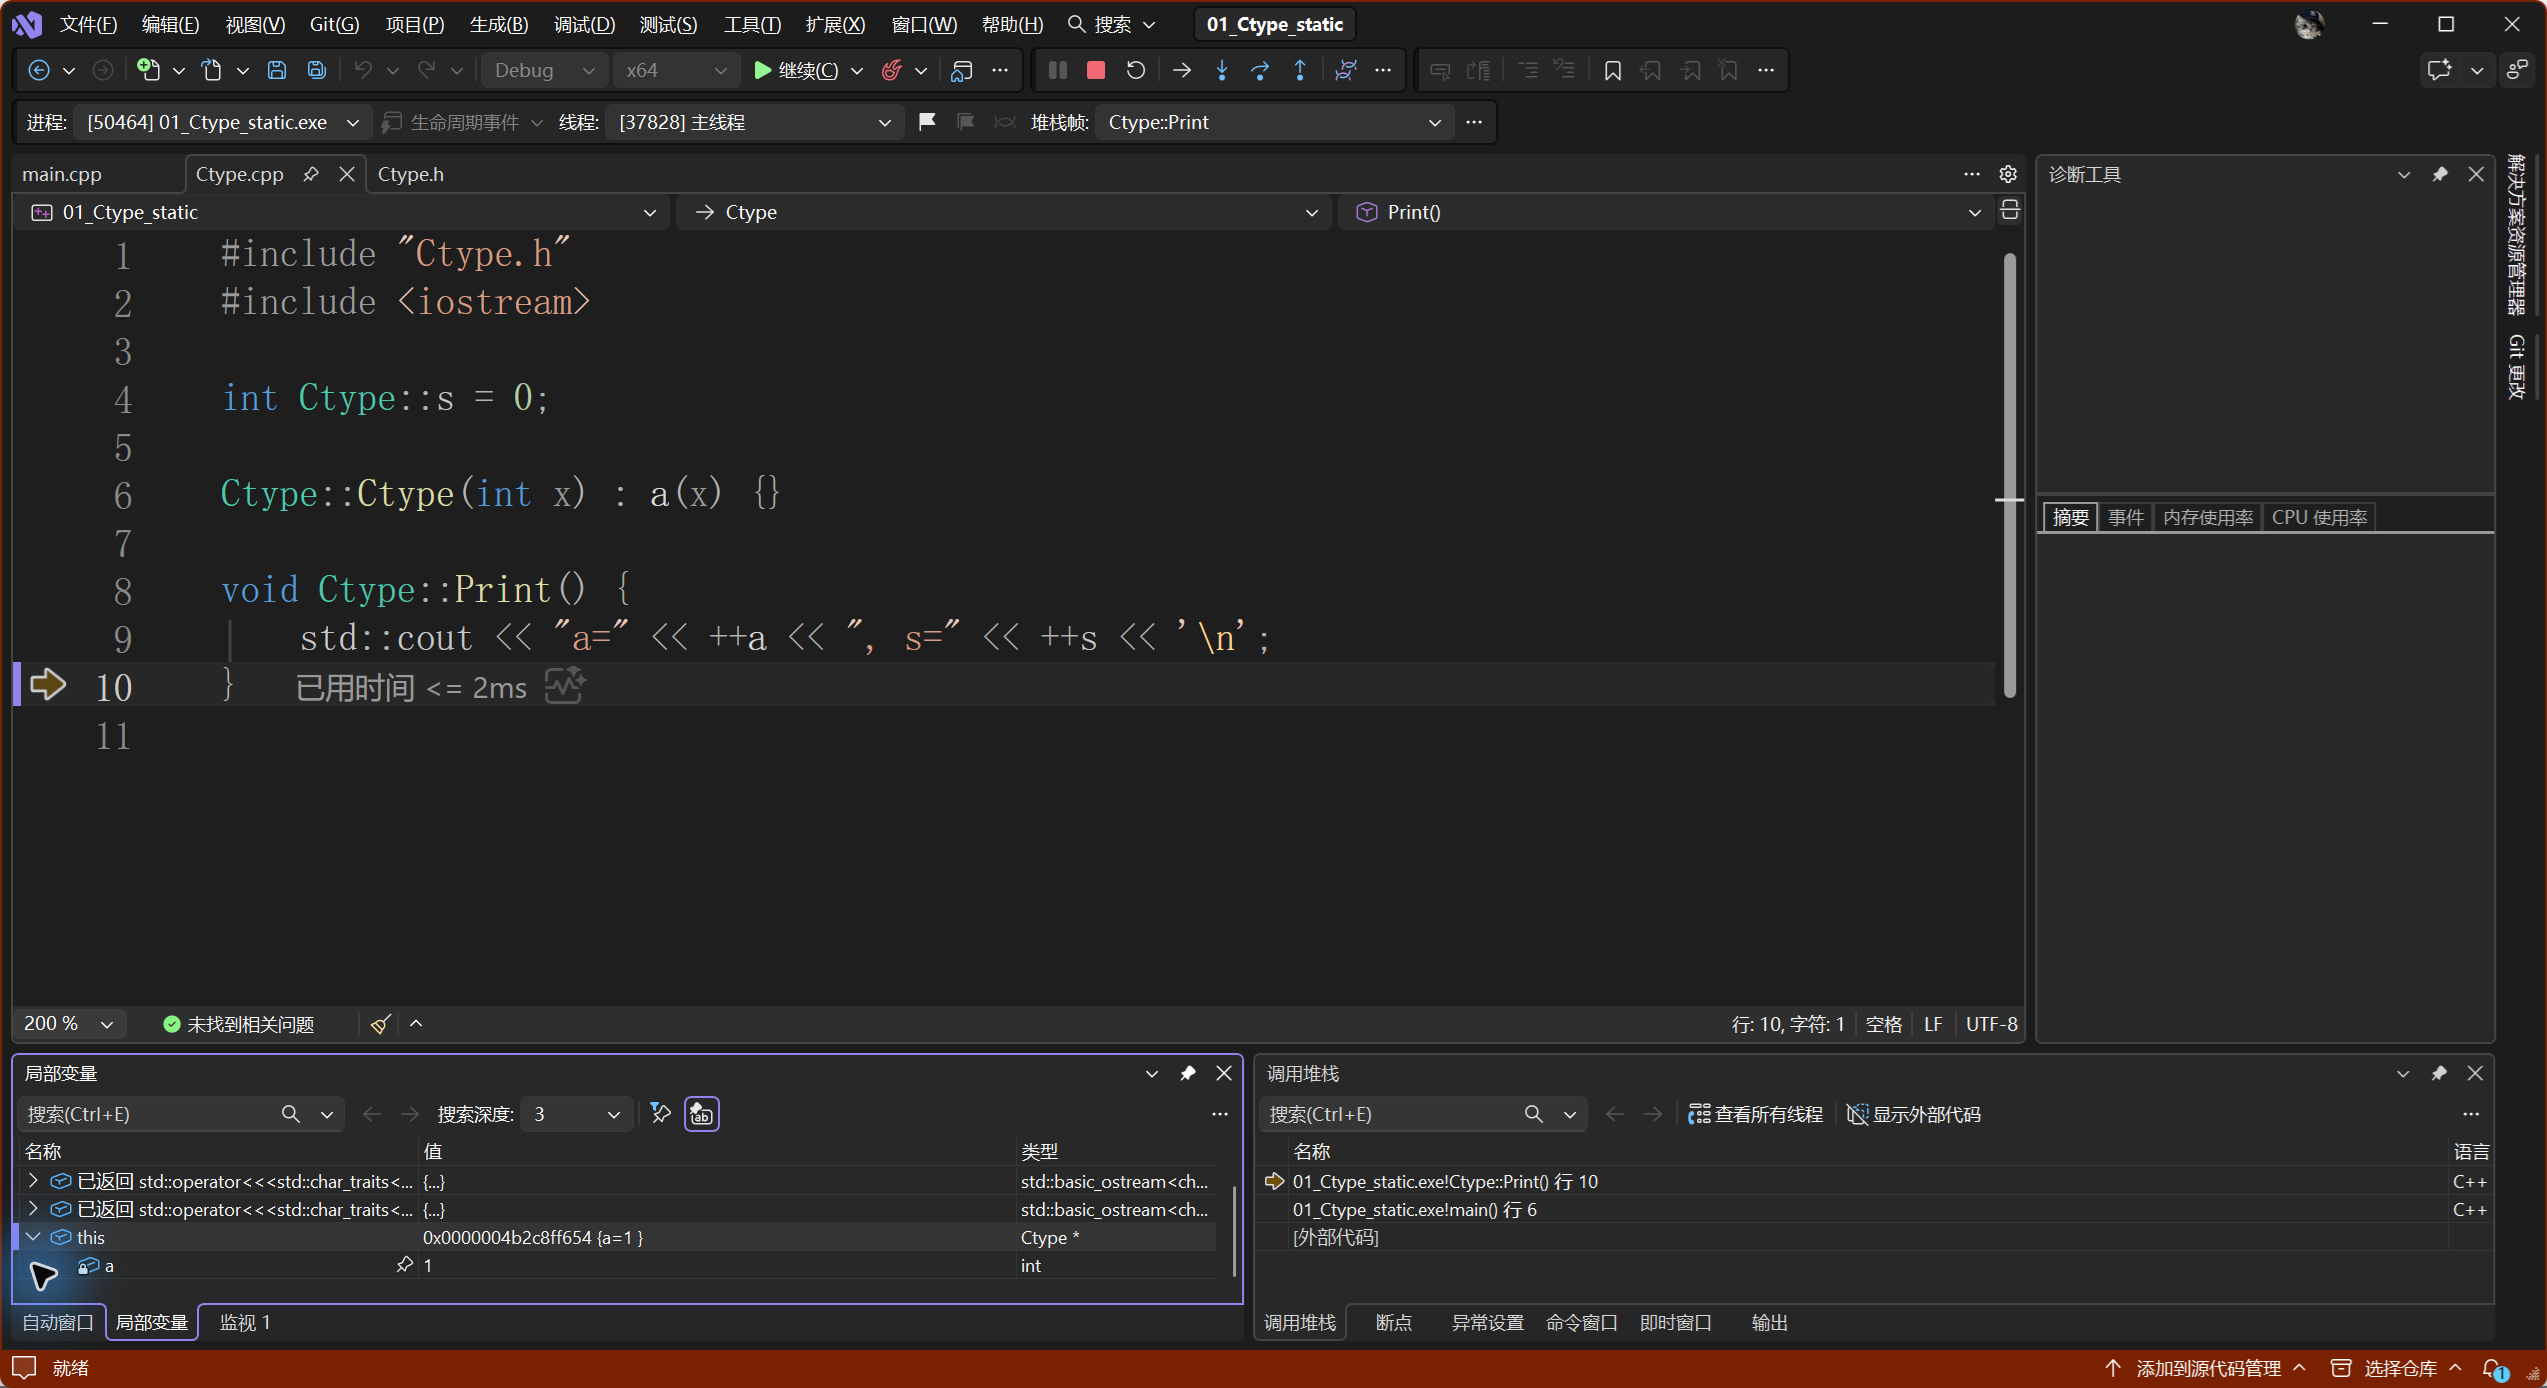 文件(F) 编辑(E) 视图(V) Git(G) 项目(P) 生成(B) 调试(D) 测试(S) 工具(T) 扩展(X) 窗口(W) 帮助(H) 搜索 01_Ctype_static
Debug x64 继续(C)
进程: [50464] 01_Ctype_static.exe 生命周期事件 线程: [37828] 主线程 堆栈帧: Ctype::Print
main.cpp Ctype.cpp Ctype.h
01_Ctype_static Ctype Print()
1 #include "Ctype.h"
2 #include <iostream>
3
4 int Ctype::s = 0;
5
6 Ctype::Ctype(int x) : a(x) {}
7
8 void Ctype::Print() {
9 std::cout << "a=" << ++a << ", s=" << ++s << '\n';
10 } 已用时间 <= 2ms
11
200 % 未找到相关问题 行: 10, 字符: 1 空格 LF UTF-8
诊断工具
摘要 事件 内存使用率 CPU 使用率
解决方案资源管理器
Git 更改
局部变量
搜索(Ctrl+E) 搜索深度: 3
名称 值 类型
已返回 std::operator<<<std::char_traits<... {...} std::basic_ostream<ch...
已返回 std::operator<<<std::char_traits<... {...} std::basic_ostream<ch...
this 0x0000004b2c8ff654 {a=1 } Ctype *
a 1 int
自动窗口 局部变量 监视 1
调用堆栈
搜索(Ctrl+E) 查看所有线程 显示外部代码
名称 语言
01_Ctype_static.exe!Ctype::Print() 行 10 C++
01_Ctype_static.exe!main() 行 6 C++
[外部代码]
调用堆栈 断点 异常设置 命令窗口 即时窗口 输出
就绪 添加到源代码管理 选择仓库 1